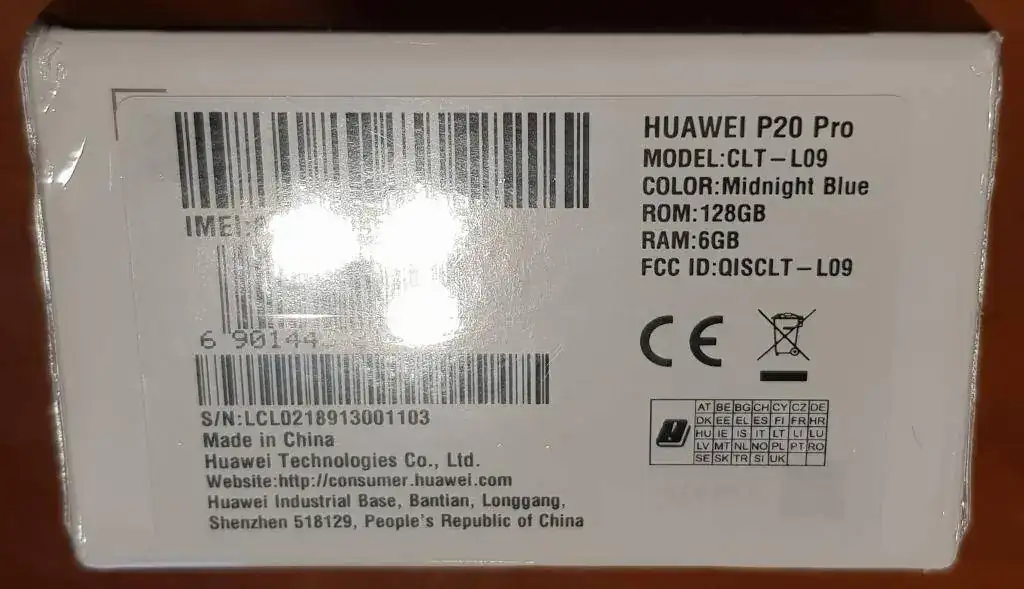 IMEI:
6 90144
S/N:LCL0218913001103
Made in China
Huawei Technologies Co., Ltd.
Website:http://consumer.huawei.com
Huawei Industrial Base, Bantian, Longgang,
Shenzhen 518129, People's Republic of China
HUAWEI P20 Pro
MODEL:CLT-L09
COLOR:Midnight Blue
ROM:128GB
RAM:6GB
FCC ID:QISCLT-L09
CE
AT BE BG CH CY CZ DE
DK EE EL ES FI FR HR
HU IE IS IT LT LI LU
LV MT NL NO PL PT RO
SE SK TR SI UK